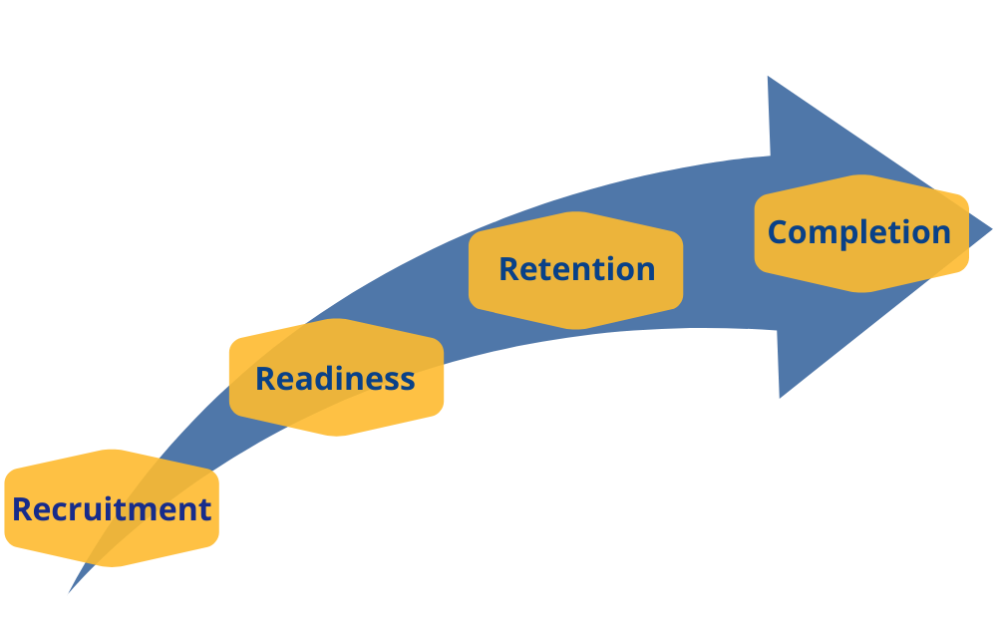 Recruitment
Readiness
Retention
Completion